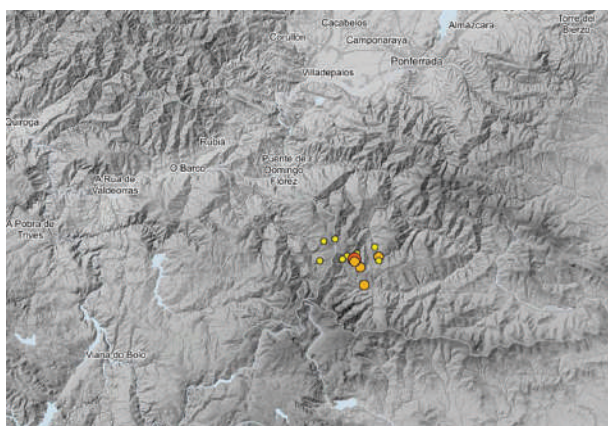 Cacabelos
Almázcara
Torre del
Bierzo
Corullón
Camponaraya
Ponferrada
Villadepalos
Quiroga
Rubiá
O Barco
Puente de
Domingo
Flórez
A Rúa de
Valdeorras
A Pobra de
Trives
Viana do Bolo